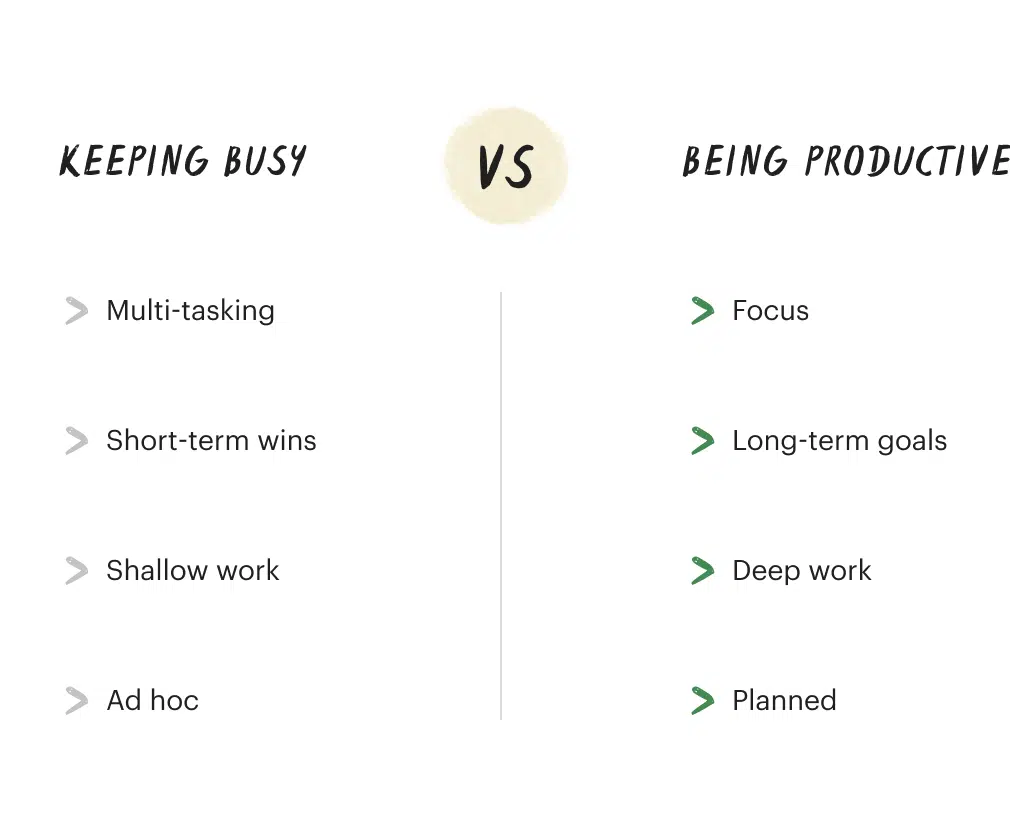 KEEPING BUSY
VS
BEING PRODUCTIVE
Multi-tasking
Focus
Short-term wins
Long-term goals
Shallow work
Deep work
Ad hoc
Planned